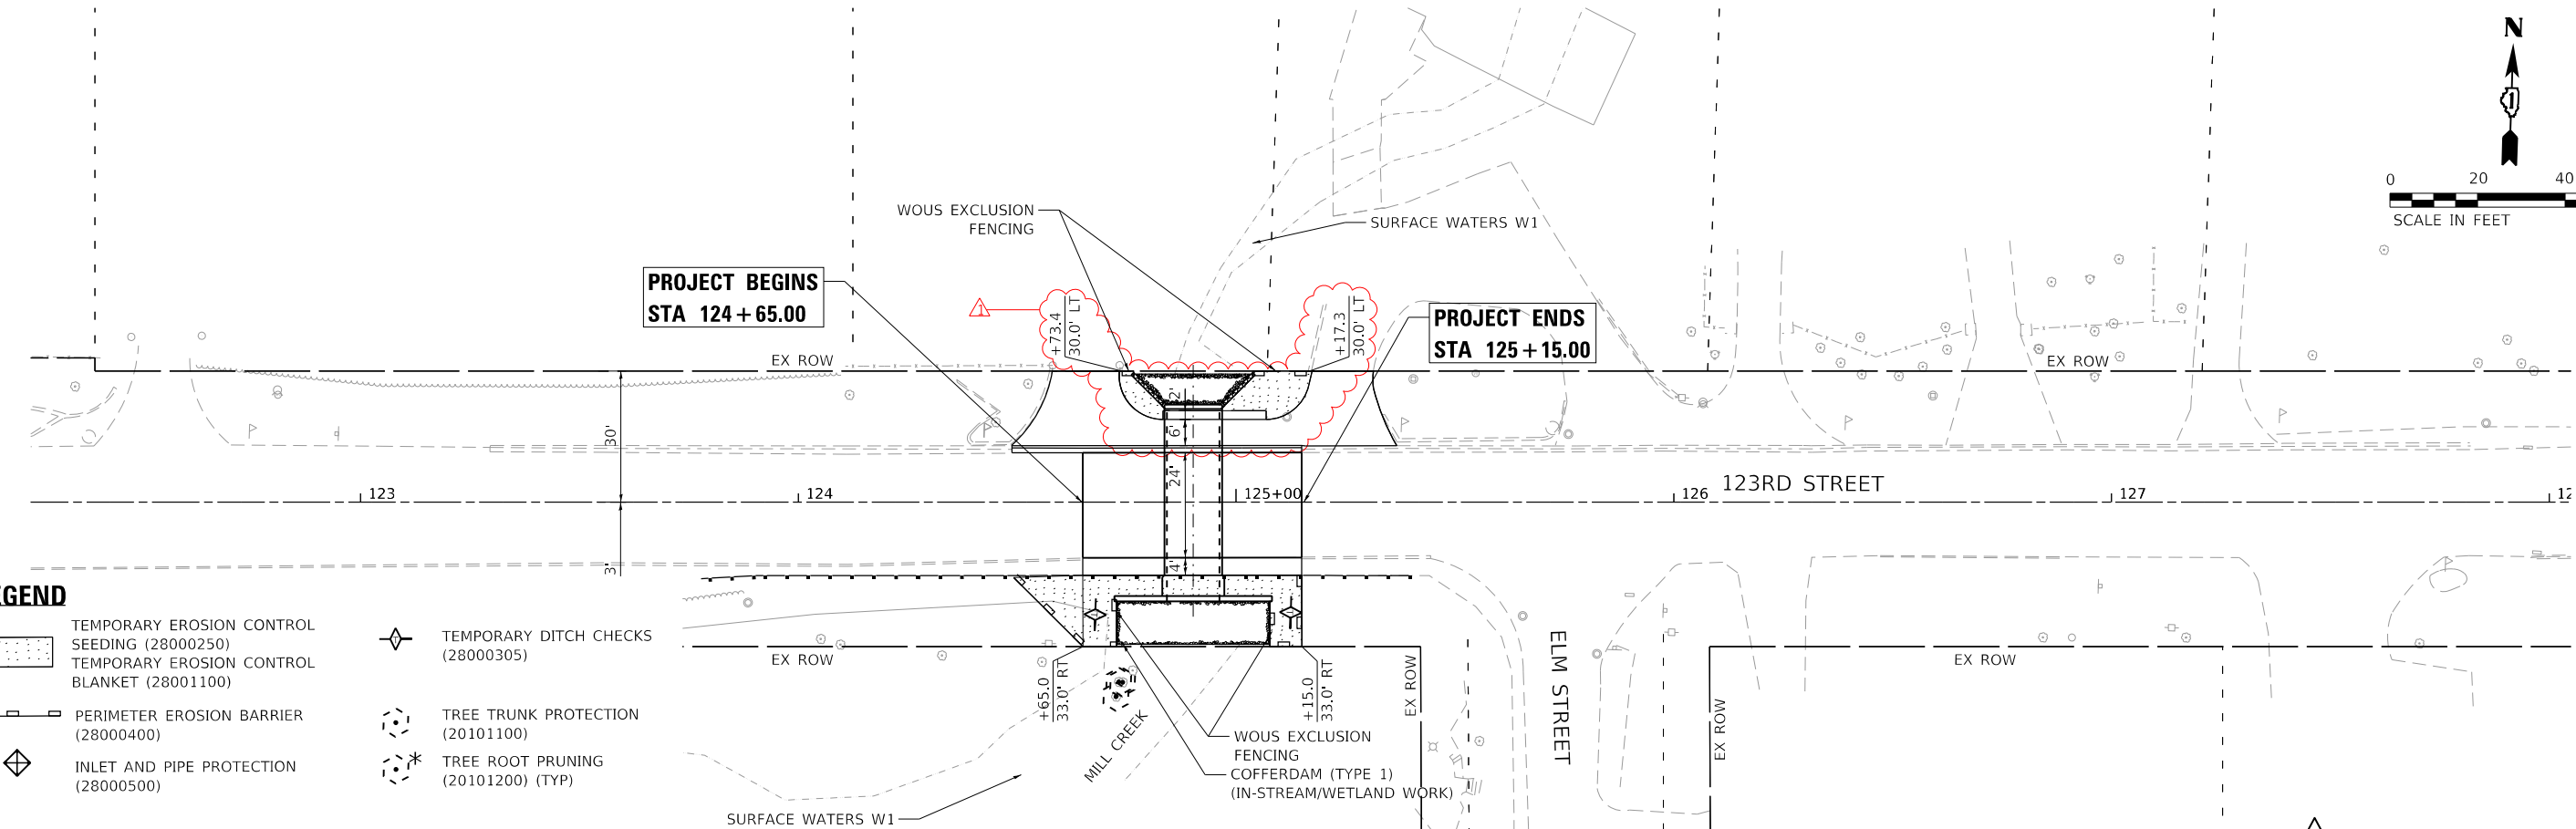 N
0 20 40
SCALE IN FEET
WOUS EXCLUSION
FENCING
SURFACE WATERS W1
PROJECT BEGINS
STA 124+65.00
1
+73.4
30.0' LT
+17.3
30.0' LT
PROJECT ENDS
STA 125+15.00
EX ROW
EX ROW
30'
2'
6'
24'
4'
3'
123
124
125+00
126
127
12
123RD STREET
EGEND
TEMPORARY EROSION CONTROL
SEEDING (28000250)
TEMPORARY EROSION CONTROL
BLANKET (28001100)
PERIMETER EROSION BARRIER
(28000400)
INLET AND PIPE PROTECTION
(28000500)
TEMPORARY DITCH CHECKS
(28000305)
TREE TRUNK PROTECTION
(20101100)
*
TREE ROOT PRUNING
(20101200) (TYP)
EX ROW
+65.0
33.0' RT
+15.0
33.0' RT
MILL CREEK
WOUS EXCLUSION
FENCING
COFFERDAM (TYPE 1)
(IN-STREAM/WETLAND WORK)
SURFACE WATERS W1
EX ROW
ELM STREET
EX ROW
EX ROW